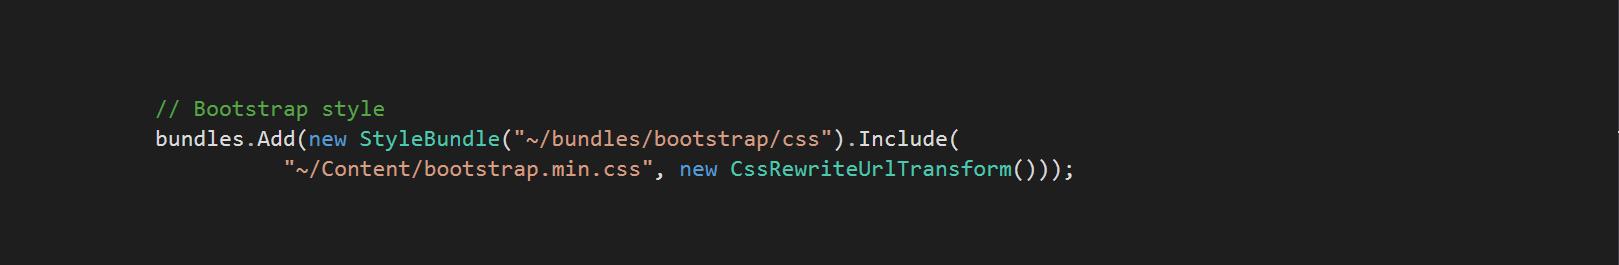 // Bootstrap style
bundles.Add(new StyleBundle("~/bundles/bootstrap/css").Include(
"~/Content/bootstrap.min.css", new CssRewriteUrlTransform()));